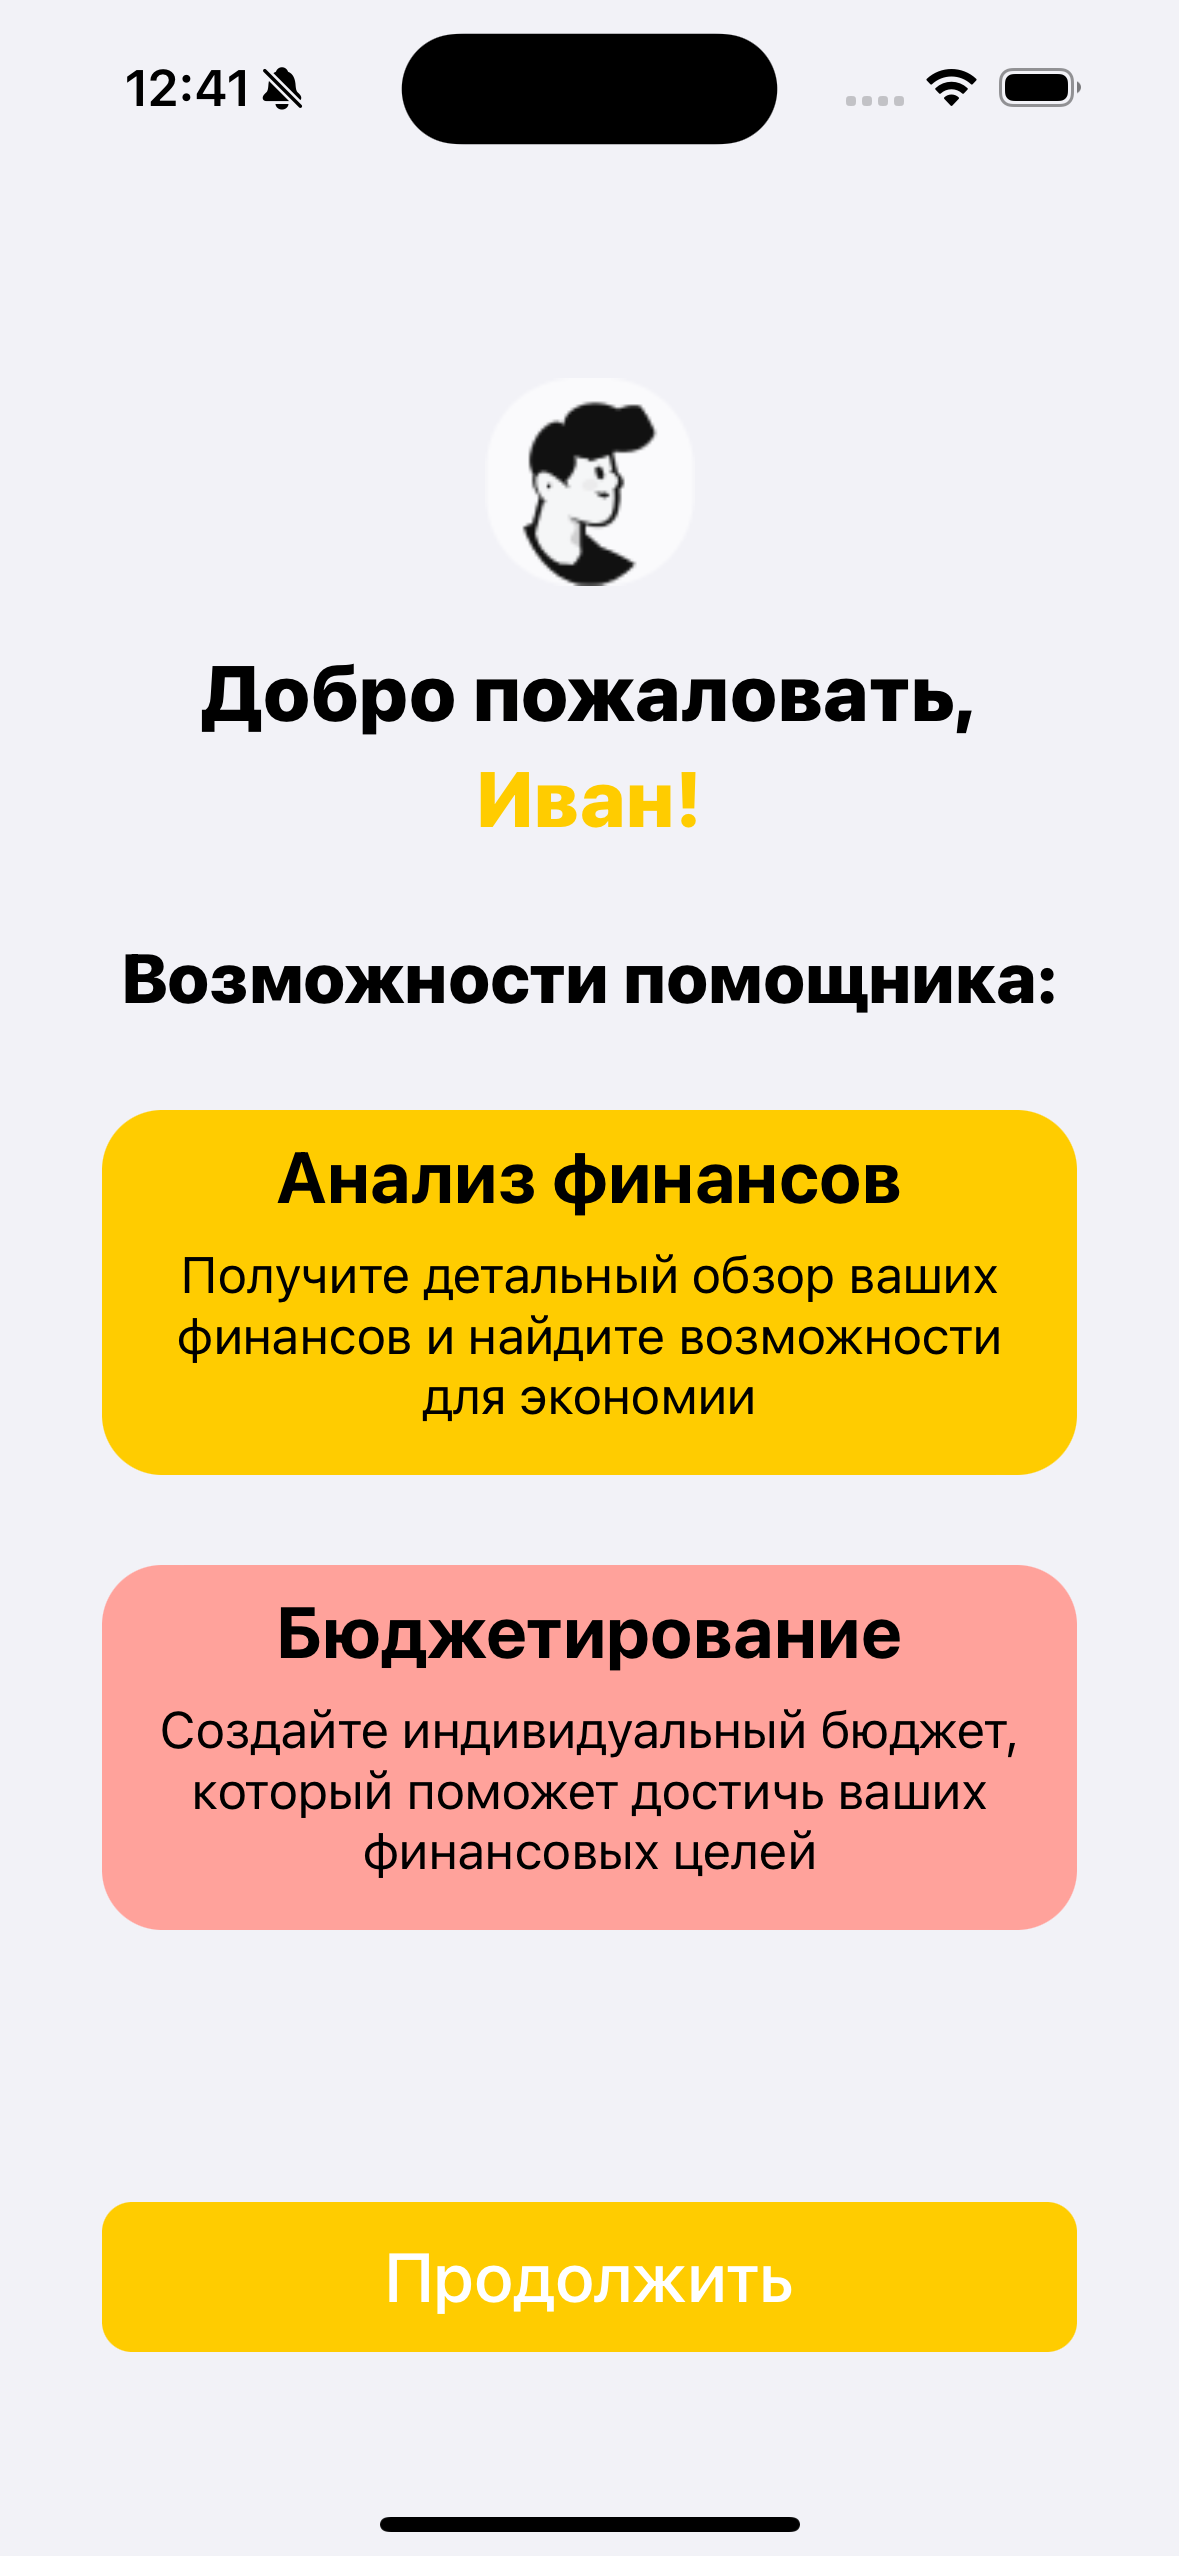 12:41
Добро пожаловать,
Иван!
Возможности помощника:
Анализ финансов
Получите детальный обзор ваших
финансов и найдите возможности
для экономии
Бюджетирование
Создайте индивидуальный бюджет,
который поможет достичь ваших
финансовых целей
Продолжить